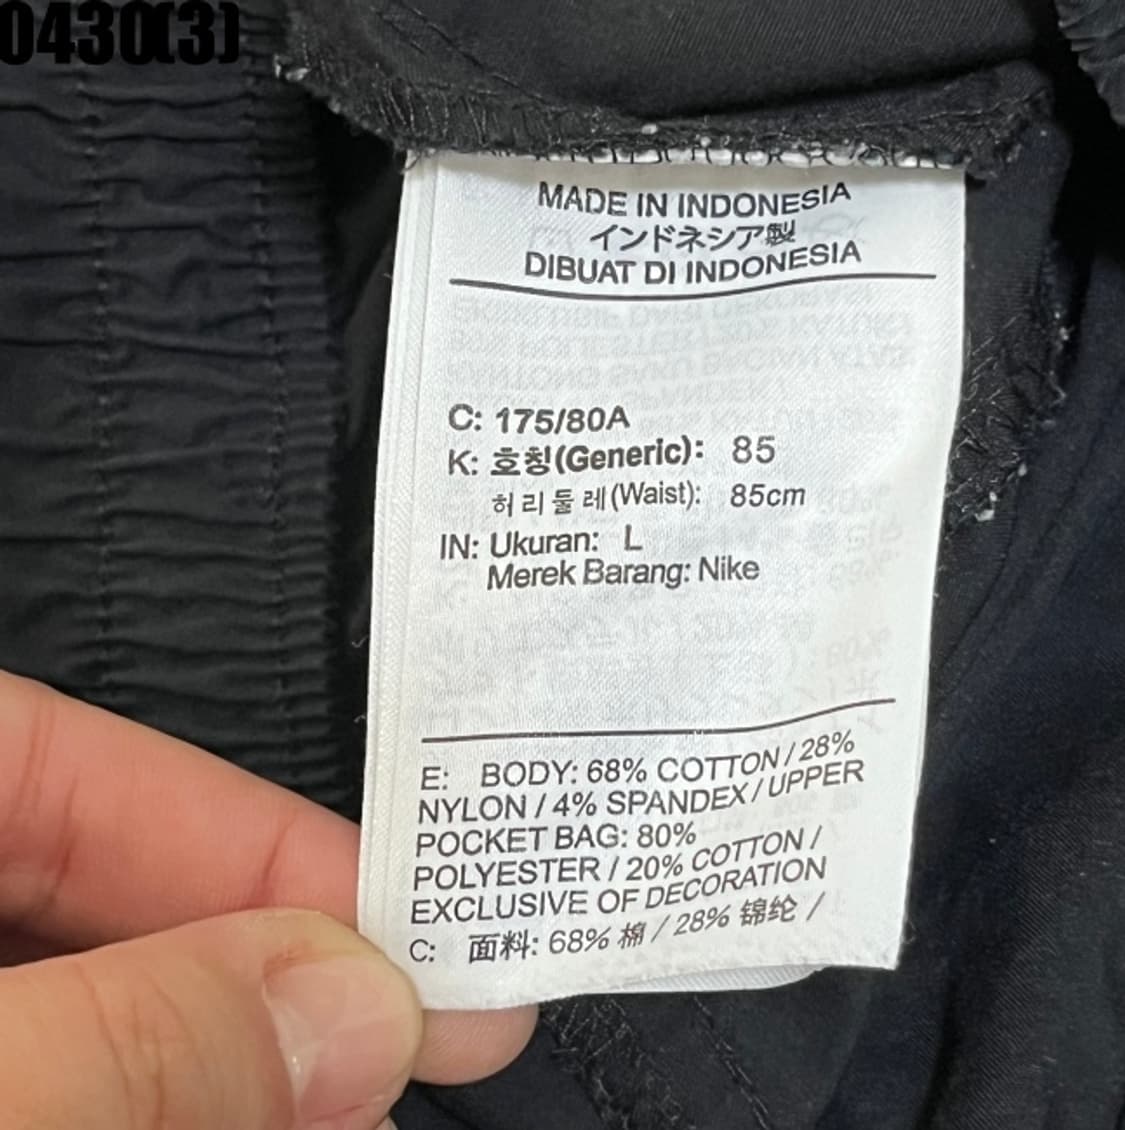 0430(3)
MADE IN INDONESIA
インドネシア製
DIBUAT DI INDONESIA
C: 175/80A
K: 호칭(Generic): 85
허리둘레(Waist): 85cm
IN: Ukuran: L
Merek Barang: Nike
E: BODY: 68% COTTON / 28%
NYLON / 4% SPANDEX / UPPER
POCKET BAG: 80%
POLYESTER / 20% COTTON /
EXCLUSIVE OF DECORATION
C: 面料: 68% 棉 / 28% 锦纶 /